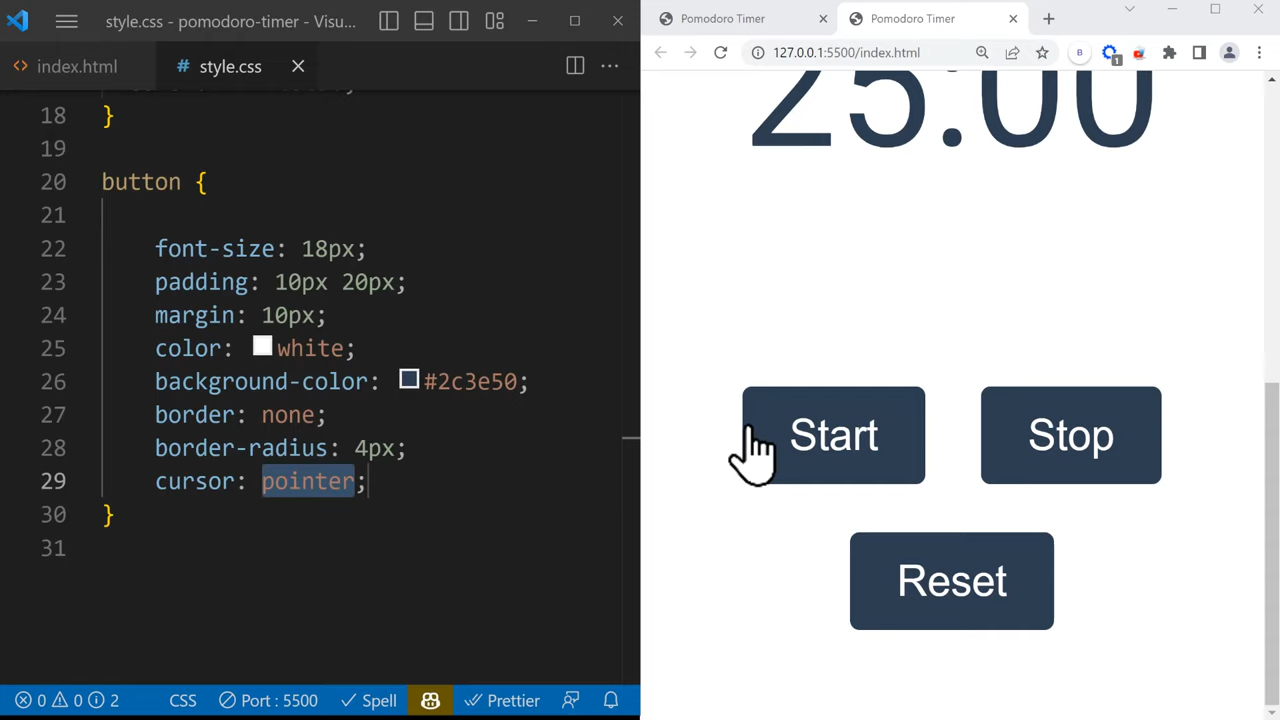 style.css - pomodoro-timer - Visu...
index.html
# style.css
18 }
19
20 button {
21
22 font-size: 18px;
23 padding: 10px 20px;
24 margin: 10px;
25 color: white;
26 background-color: #2c3e50;
27 border: none;
28 border-radius: 4px;
29 cursor: pointer;
30 }
31
0 0 2
CSS
Port : 5500
Spell
Prettier
Pomodoro Timer
Pomodoro Timer
127.0.0.1:5500/index.html
B
1
25:00
Start
Stop
Reset